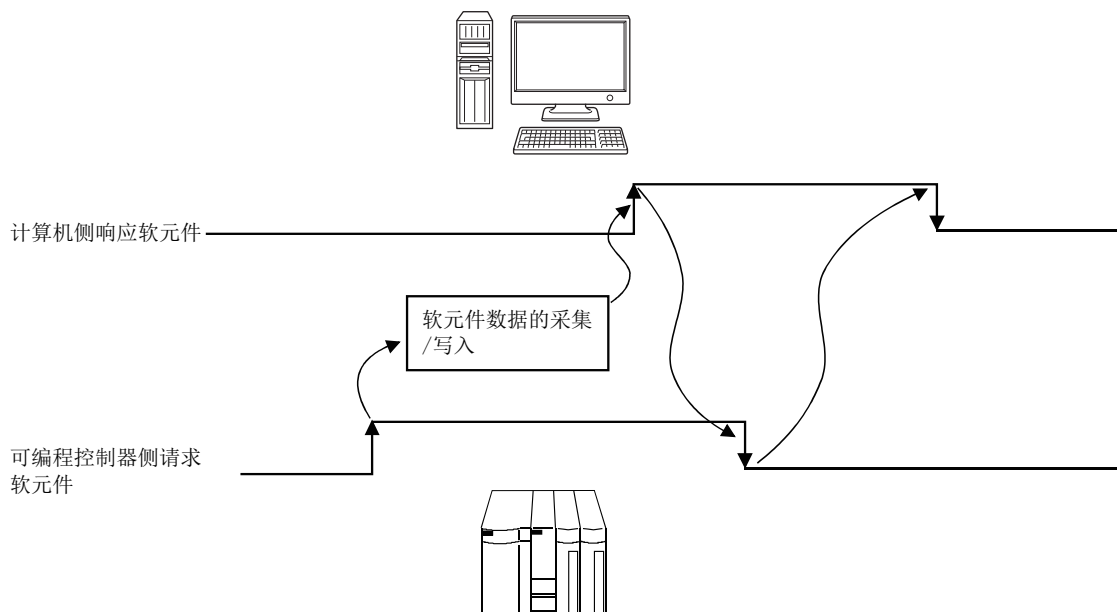 计算机侧响应软元件
软元件数据的采集
/写入
可编程控制器侧请求
软元件